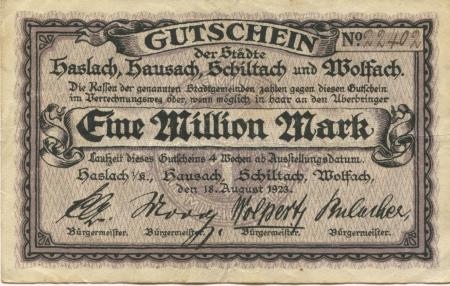 GUTSCHEIN
No. 22402
der Städte
Haslach, Hausach, Schiltach und Wolfach.
Die Kassen der genannten Stadtgemeinden zahlen gegen diesen Gutschein
im Verrechnungsweg oder, wenn möglich, in haar an den Überbringer
Eine Million Mark
Laufzeit dieses Gutscheins 4 Wochen ab Ausstellungsdatum.
Haslach i/K., Hausach, Schiltach, Wolfach,
den 18. August 1923.
Wolpert
Bürgermeister. Bürgermeister. Bürgermeister. Bürgermeister.